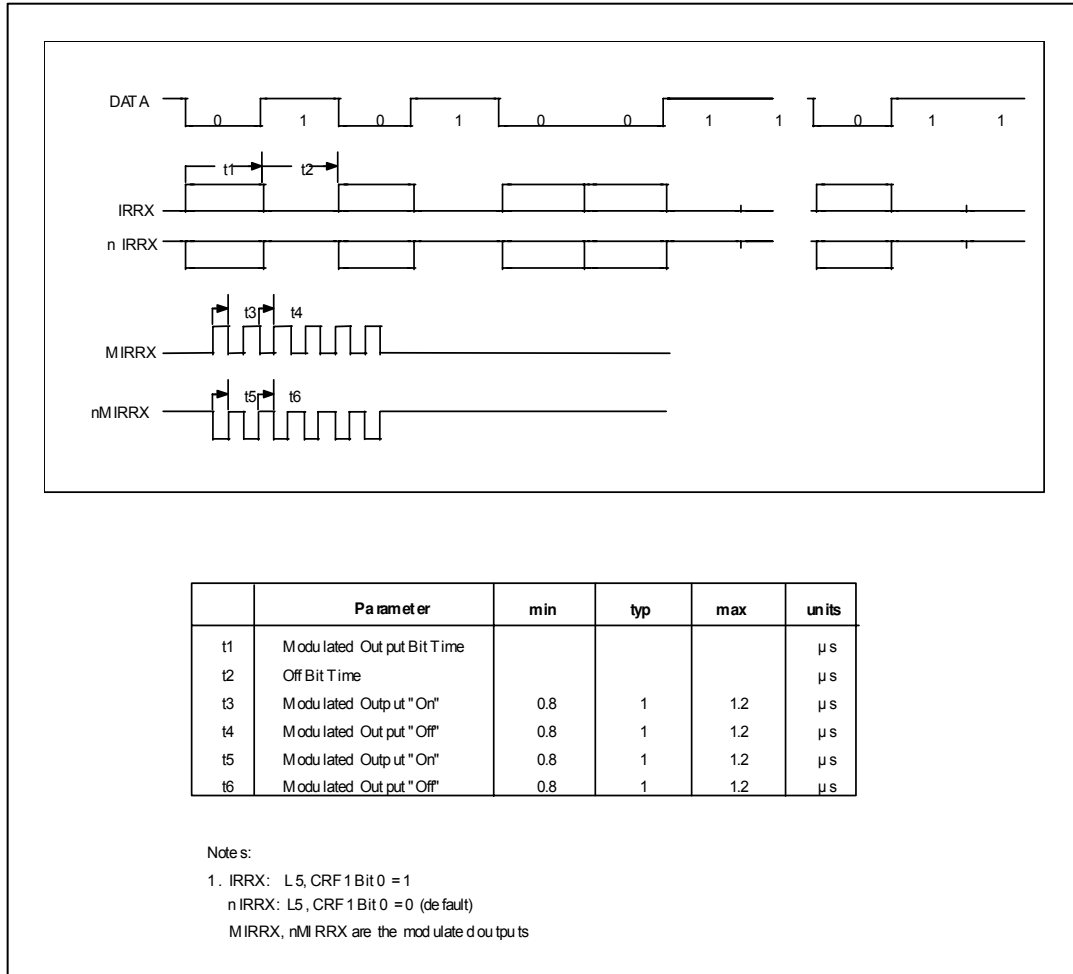 DATA
0 1 0 1 0 0 1 1 0 1 1
t1 t2
IRRX
n IRRX
t3 t4
MIRRX
t5 t6
nMIRRX
Parameter min typ max units
t1 Modulated Output Bit Time µs
t2 Off Bit Time µs
t3 Modulated Output "On" 0.8 1 1.2 µs
t4 Modulated Output "Off" 0.8 1 1.2 µs
t5 Modulated Output "On" 0.8 1 1.2 µs
t6 Modulated Output "Off" 0.8 1 1.2 µs
Notes:
1. IRRX: L5, CRF1 Bit 0 = 1
nIRRX: L5, CRF1 Bit 0 = 0 (default)
MIRRX, nMIRRX are the modulated outputs